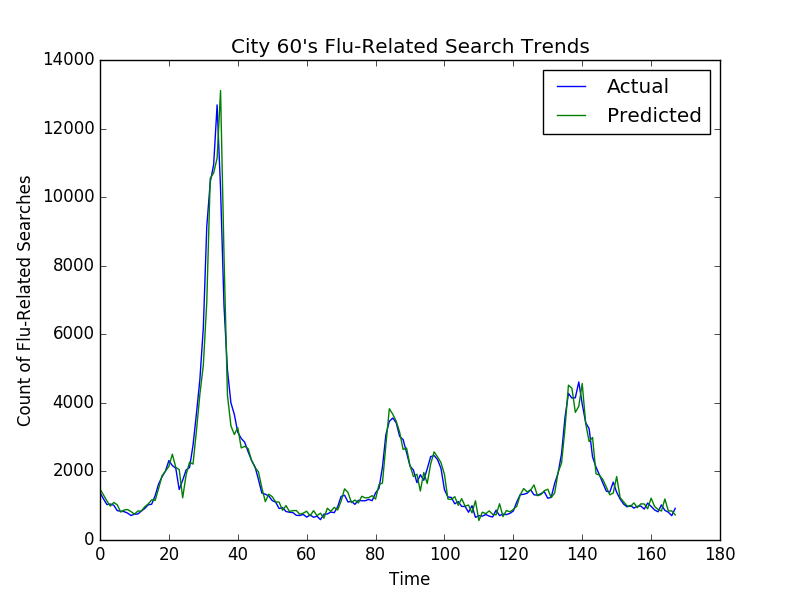 City 60's Flu-Related Search Trends
Actual
Predicted
14000
12000
10000
8000
6000
4000
2000
0
Count of Flu-Related Searches
0 20 40 60 80 100 120 140 160 180
Time